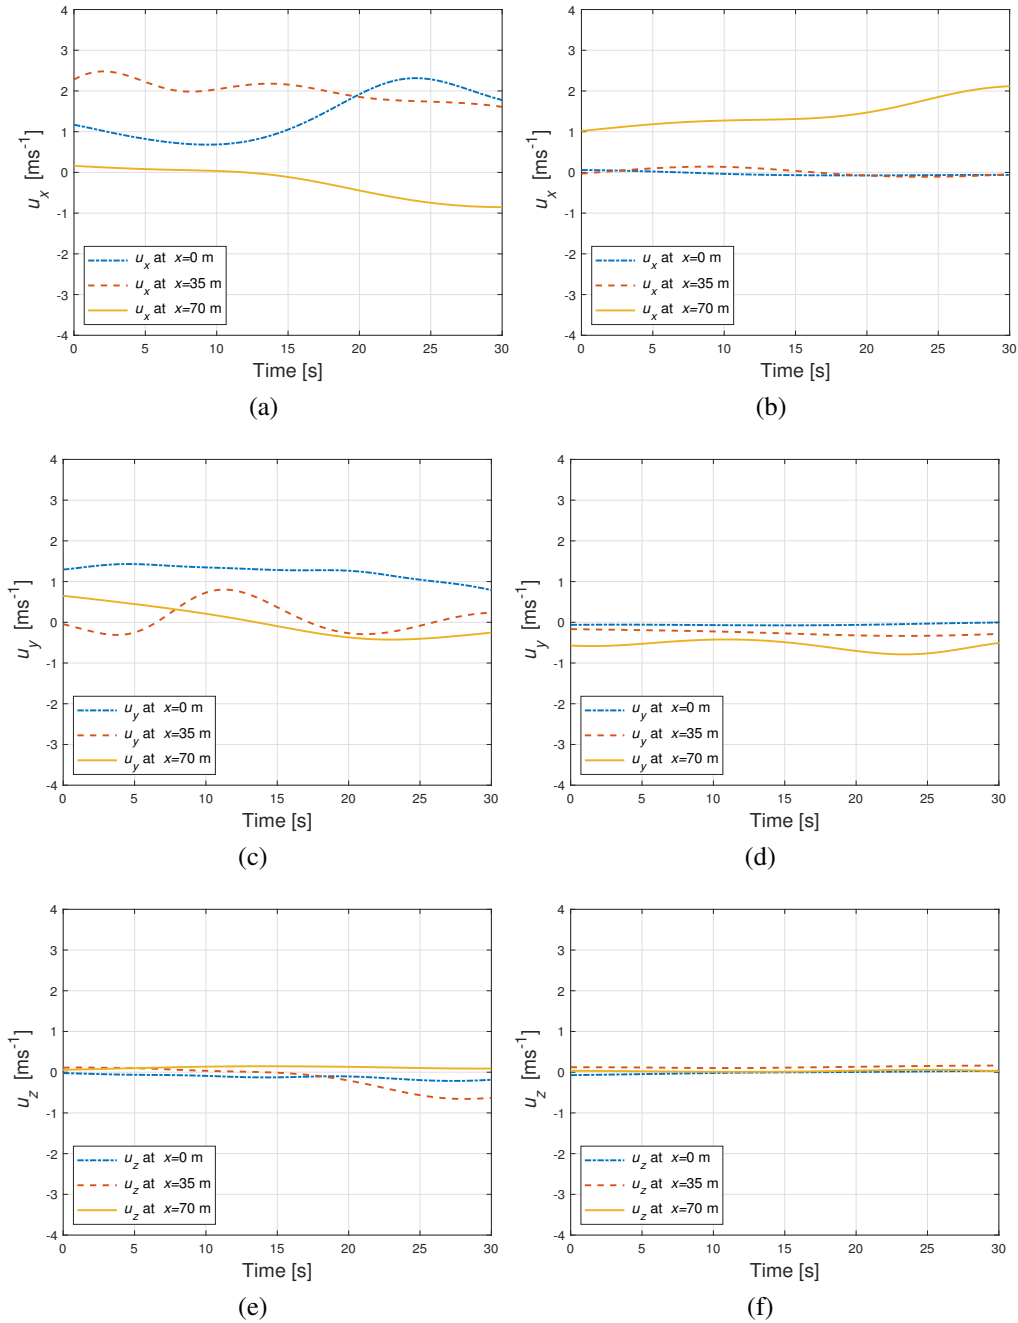 4
3
2
1
0
-1
-2
-3
-4
u_x [ms^-1]
u_x at x=0 m
u_x at x=35 m
u_x at x=70 m
0 5 10 15 20 25 30
Time [s]
(a)
4
3
2
1
0
-1
-2
-3
-4
u_x [ms^-1]
u_x at x=0 m
u_x at x=35 m
u_x at x=70 m
0 5 10 15 20 25 30
Time [s]
(b)
4
3
2
1
0
-1
-2
-3
-4
u_y [ms^-1]
u_y at x=0 m
u_y at x=35 m
u_y at x=70 m
0 5 10 15 20 25 30
Time [s]
(c)
4
3
2
1
0
-1
-2
-3
-4
u_y [ms^-1]
u_y at x=0 m
u_y at x=35 m
u_y at x=70 m
0 5 10 15 20 25 30
Time [s]
(d)
4
3
2
1
0
-1
-2
-3
-4
u_z [ms^-1]
u_z at x=0 m
u_z at x=35 m
u_z at x=70 m
0 5 10 15 20 25 30
Time [s]
(e)
4
3
2
1
0
-1
-2
-3
-4
u_z [ms^-1]
u_z at x=0 m
u_z at x=35 m
u_z at x=70 m
0 5 10 15 20 25 30
Time [s]
(f)